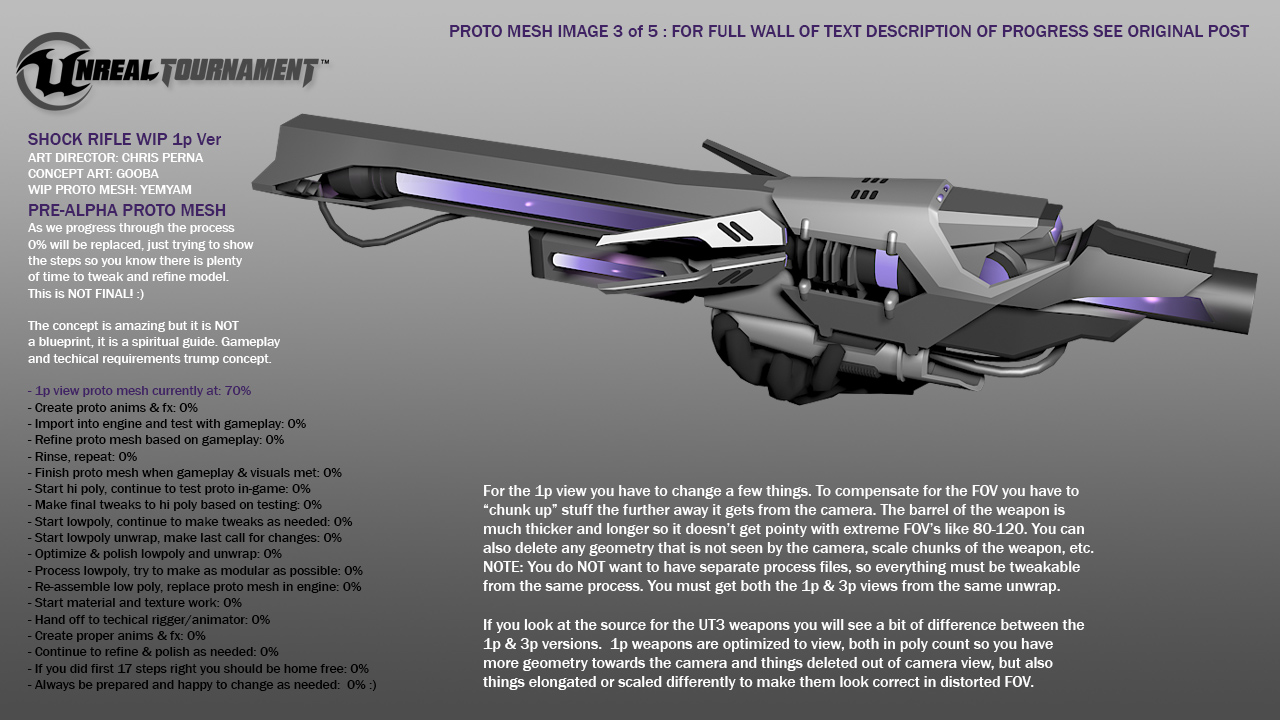 PROTO MESH IMAGE 3 of 5 : FOR FULL WALL OF TEXT DESCRIPTION OF PROGRESS SEE ORIGINAL POST
UNREAL TOURNAMENT™
SHOCK RIFLE WIP 1p Ver
ART DIRECTOR: CHRIS PERNA
CONCEPT ART: GOOBA
WIP PROTO MESH: YEMYAM
PRE-ALPHA PROTO MESH
As we progress through the process
0% will be replaced, just trying to show
the steps so you know there is plenty
of time to tweak and refine model.
This is NOT FINAL! :)
The concept is amazing but it is NOT
a blueprint, it is a spiritual guide. Gameplay
and techical requirements trump concept.
- 1p view proto mesh currently at: 70%
- Create proto anims & fx: 0%
- Import into engine and test with gameplay: 0%
- Refine proto mesh based on gameplay: 0%
- Rinse, repeat: 0%
- Finish proto mesh when gameplay & visuals met: 0%
- Start hi poly, continue to test proto in-game: 0%
- Make final tweaks to hi poly based on testing: 0%
- Start lowpoly, continue to make tweaks as needed: 0%
- Start lowpoly unwrap, make last call for changes: 0%
- Optimize & polish lowpoly and unwrap: 0%
- Process lowpoly, try to make as modular as possible: 0%
- Re-assemble low poly, replace proto mesh in engine: 0%
- Start material and texture work: 0%
- Hand off to techical rigger/animator: 0%
- Create proper anims & fx: 0%
- Continue to refine & polish as needed: 0%
- If you did first 17 steps right you should be home free: 0%
- Always be prepared and happy to change as needed:  0% :)
For the 1p view you have to change a few things. To compensate for the FOV you have to
“chunk up” stuff the further away it gets from the camera. The barrel of the weapon is
much thicker and longer so it doesn’t get pointy with extreme FOV’s like 80-120. You can
also delete any geometry that is not seen by the camera, scale chunks of the weapon, etc.
NOTE: You do NOT want to have separate process files, so everything must be tweakable
from the same process. You must get both the 1p & 3p views from the same unwrap.
If you look at the source for the UT3 weapons you will see a bit of difference between the
1p & 3p versions.  1p weapons are optimized to view, both in poly count so you have
more geometry towards the camera and things deleted out of camera view, but also
things elongated or scaled differently to make them look correct in distorted FOV.